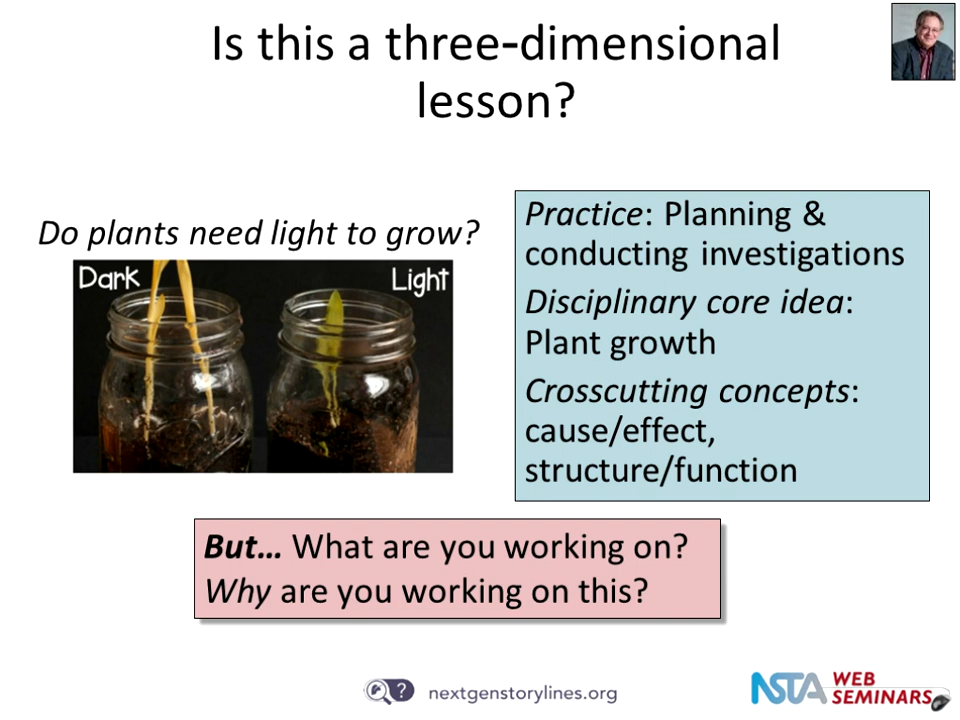 Is this a three-dimensional
lesson?
Do plants need light to grow?
Dark
Light
Practice: Planning &
conducting investigations
Disciplinary core idea:
Plant growth
Crosscutting concepts:
cause/effect,
structure/function
But... What are you working on?
Why are you working on this?
?
nextgenstorylines.org
NSTA WEB
SEMINARS